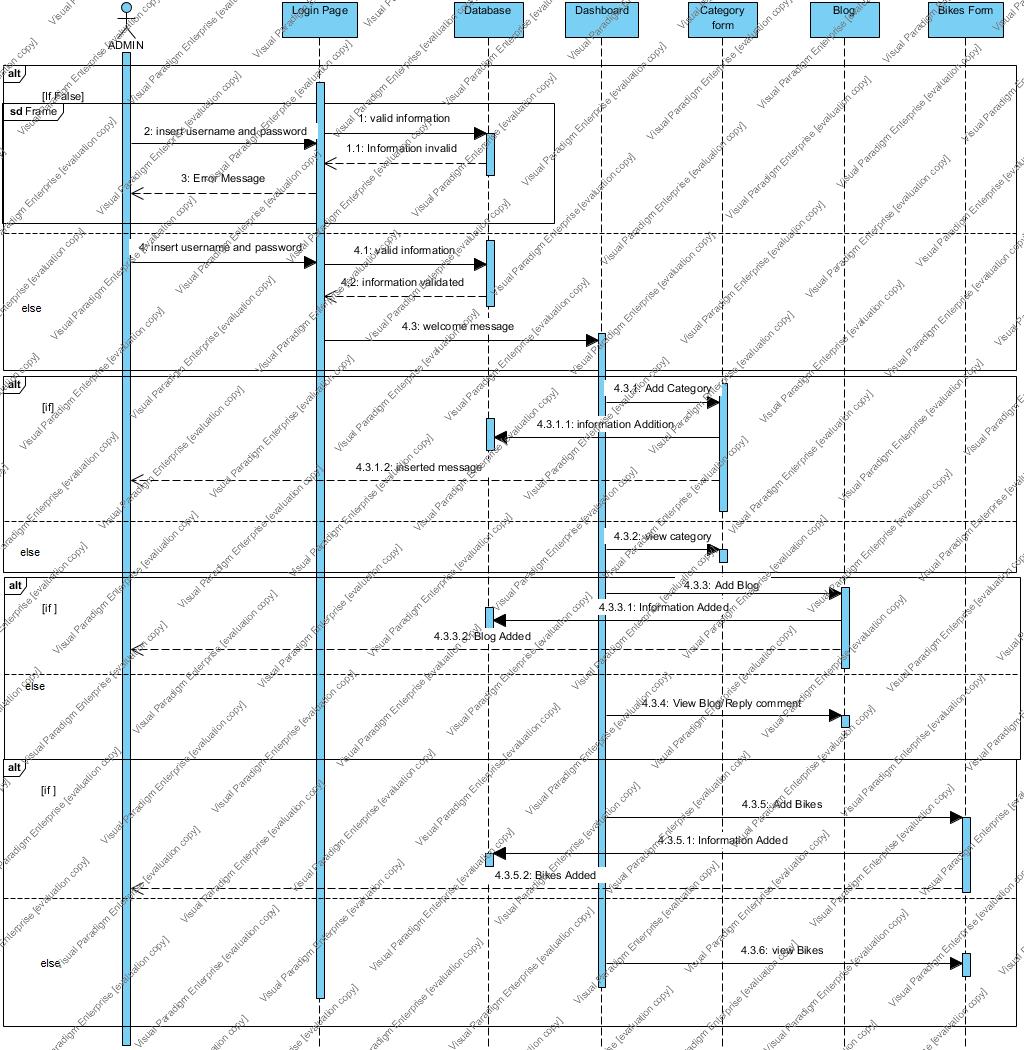 Login Page
Database
Dashboard
Category
form
Blog
Bikes Form
ADMIN
alt
[If False]
sd Frame
1: valid information
2: insert username and password
1.1: Information invalid
3: Error Message
4: insert username and password
4.1: valid information
4.2: information validated
else
4.3: welcome message
alt
[if]
4.3.1: Add Category
4.3.1.1: information Addition
4.3.1.2: inserted message
4.3.2: view category
else
alt
4.3.3: Add Blog
[if ]
4.3.3.1: Information Added
4.3.3.2: Blog Added
else
4.3.4: View Blog/Reply comment
alt
[if ]
4.3.5: Add Bikes
4.3.5.1: Information Added
4.3.5.2: Bikes Added
4.3.6: view Bikes
else
Visual Paradigm Enterprise [evaluation copy]